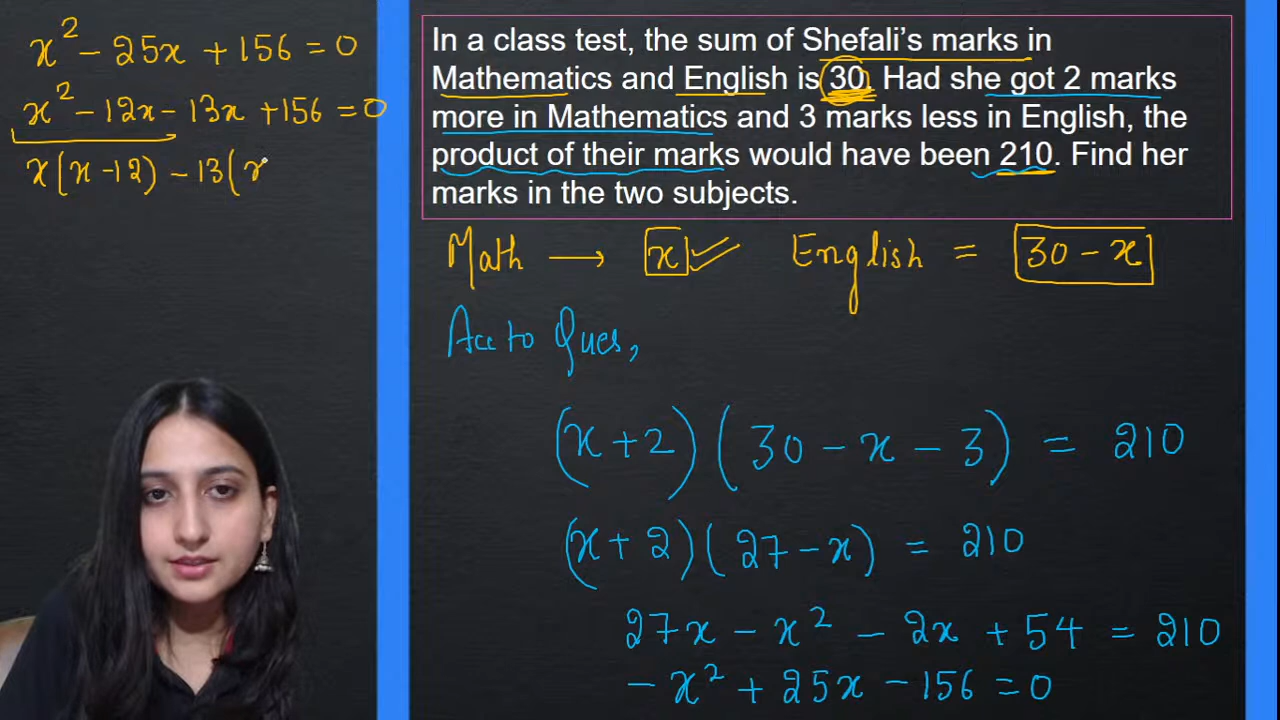 x² - 25x + 156 = 0
x² - 12x - 13x + 156 = 0
x(x - 12) - 13(x
In a class test, the sum of Shefali’s marks in
Mathematics and English is 30. Had she got 2 marks
more in Mathematics and 3 marks less in English, the
product of their marks would have been 210. Find her
marks in the two subjects.
Math → x ✓ English = 30 - x
Acc to Ques,
(x + 2) (30 - x - 3) = 210
(x + 2) (27 - x) = 210
27x - x² - 2x + 54 = 210
- x² + 25x - 156 = 0